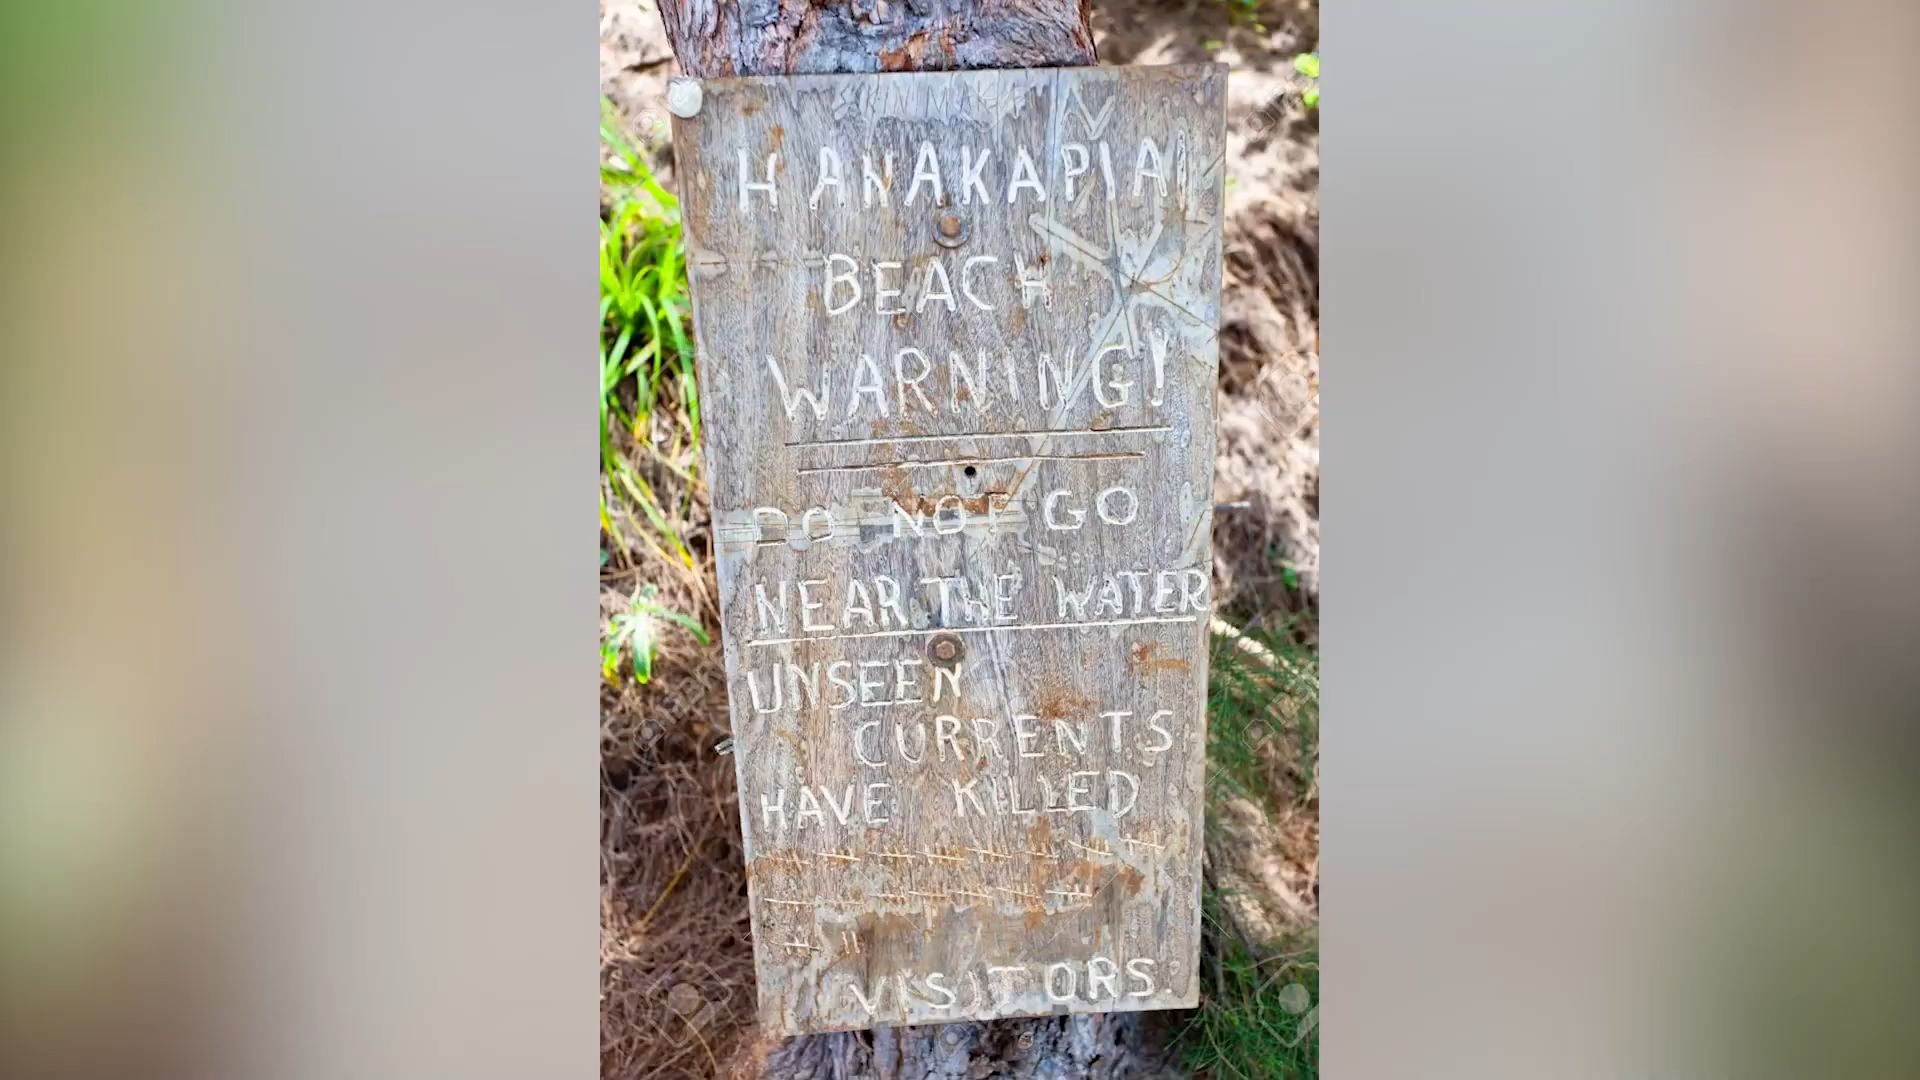 HANAKAPIAI
BEACH
WARNING!
DO NOT GO
NEAR THE WATER
UNSEEN
CURRENTS
HAVE KILLED
VISITORS.